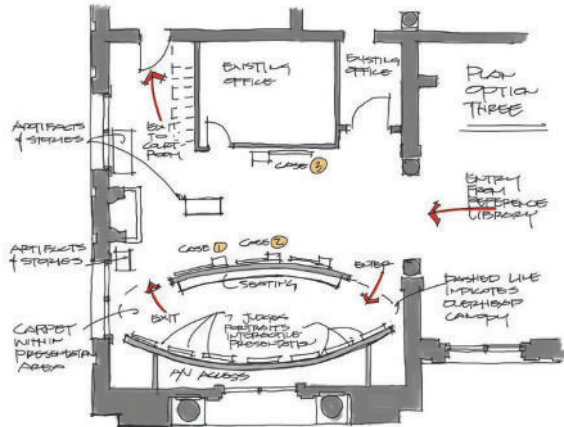 EXISTING
OFFICE
EXISTING
OFFICE
PLAN
OPTION
THREE
ARTIFACTS
& STORIES
EXIT
TO
COURT
ROOM
CASE 3
ENTRY
FROM
REFERENCE
LIBRARY
CASE 1
CASE 2
ARTIFACTS
& STORIES
SEATING
ENTER
EXIT
DASHED LINE
INDICATES
OVERHEAD
CANOPY
CARPET
WITHIN
PRESENTATION
AREA
7 JUDGES
PORTRAITS
INTERACTIVE
PRESENTATION
A/V ACCESS